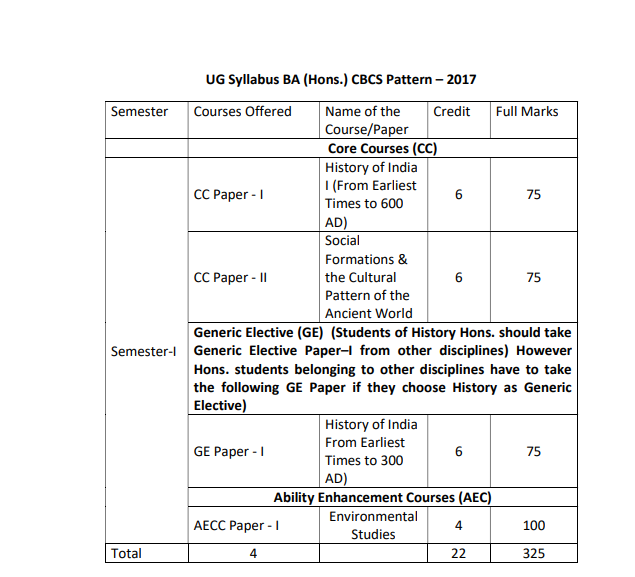 UG Syllabus BA (Hons.) CBCS Pattern – 2017
Semester Courses Offered Name of the Course/Paper Credit Full Marks
Core Courses (CC)
Semester-I
CC Paper - I
History of India
I (From Earliest
Times to 600
AD)
6 75
CC Paper - II
Social
Formations &
the Cultural
Pattern of the
Ancient World
6 75
Generic Elective (GE) (Students of History Hons. should take
Generic Elective Paper–I from other disciplines) However
Hons. students belonging to other disciplines have to take
the following GE Paper if they choose History as Generic
Elective)
GE Paper - I
History of India
From Earliest
Times to 300
AD)
6 75
Ability Enhancement Courses (AEC)
AECC Paper - I
Environmental
Studies
4 100
Total 4 22 325